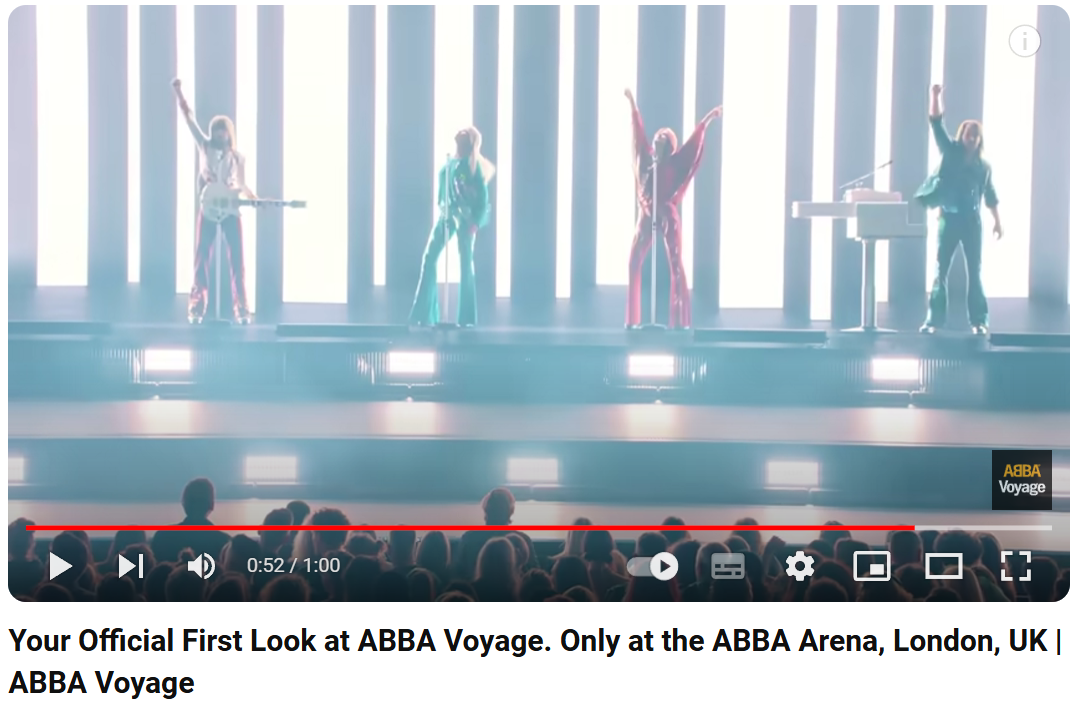 i
ABBA
Voyage
0:52 / 1:00
Your Official First Look at ABBA Voyage. Only at the ABBA Arena, London, UK |
ABBA Voyage